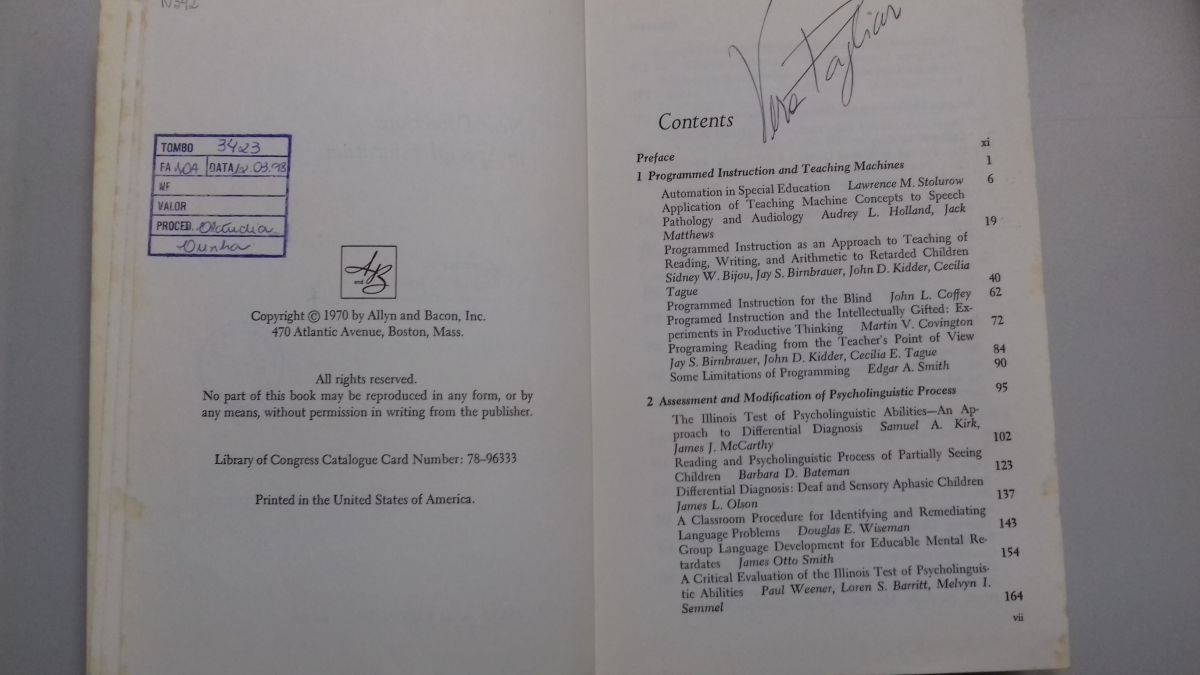 N342
TOMBO 3423
FA NOA DATA 12.03.93
Nº
VALOR
PROCED. Claudia
Cunha
A and B
Copyright © 1970 by Allyn and Bacon, Inc.
470 Atlantic Avenue, Boston, Mass.
All rights reserved.
No part of this book may be reproduced in any form, or by
any means, without permission in writing from the publisher.
Library of Congress Catalogue Card Number: 78–96333
Printed in the United States of America.
Vera
Contents
Preface xi
1 Programmed Instruction and Teaching Machines 1
Automation in Special Education Lawrence M. Stolurow 6
Application of Teaching Machine Concepts to Speech
Pathology and Audiology Audrey L. Holland, Jack
Matthews 19
Programmed Instruction as an Approach to Teaching of
Reading, Writing, and Arithmetic to Retarded Children
Sidney W. Bijou, Jay S. Birnbrauer, John D. Kidder, Cecilia
Tague 40
Programmed Instruction for the Blind John L. Coffey 62
Programed Instruction and the Intellectually Gifted: Ex-
periments in Productive Thinking Martin V. Covington 72
Programing Reading from the Teacher's Point of View
Jay S. Birnbrauer, John D. Kidder, Cecilia E. Tague 84
Some Limitations of Programming Edgar A. Smith 90
2 Assessment and Modification of Psycholinguistic Process 95
The Illinois Test of Psycholinguistic Abilities—An Ap-
proach to Differential Diagnosis Samuel A. Kirk,
James J. McCarthy 102
Reading and Psycholinguistic Process of Partially Seeing
Children Barbara D. Bateman 123
Differential Diagnosis: Deaf and Sensory Aphasic Children
James L. Olson 137
A Classroom Procedure for Identifying and Remediating
Language Problems Douglas E. Wiseman 143
Group Language Development for Educable Mental Re-
tardates James Otto Smith 154
A Critical Evaluation of the Illinois Test of Psycholinguis-
tic Abilities Paul Weener, Loren S. Barritt, Melvyn I.
Semmel 164
vii